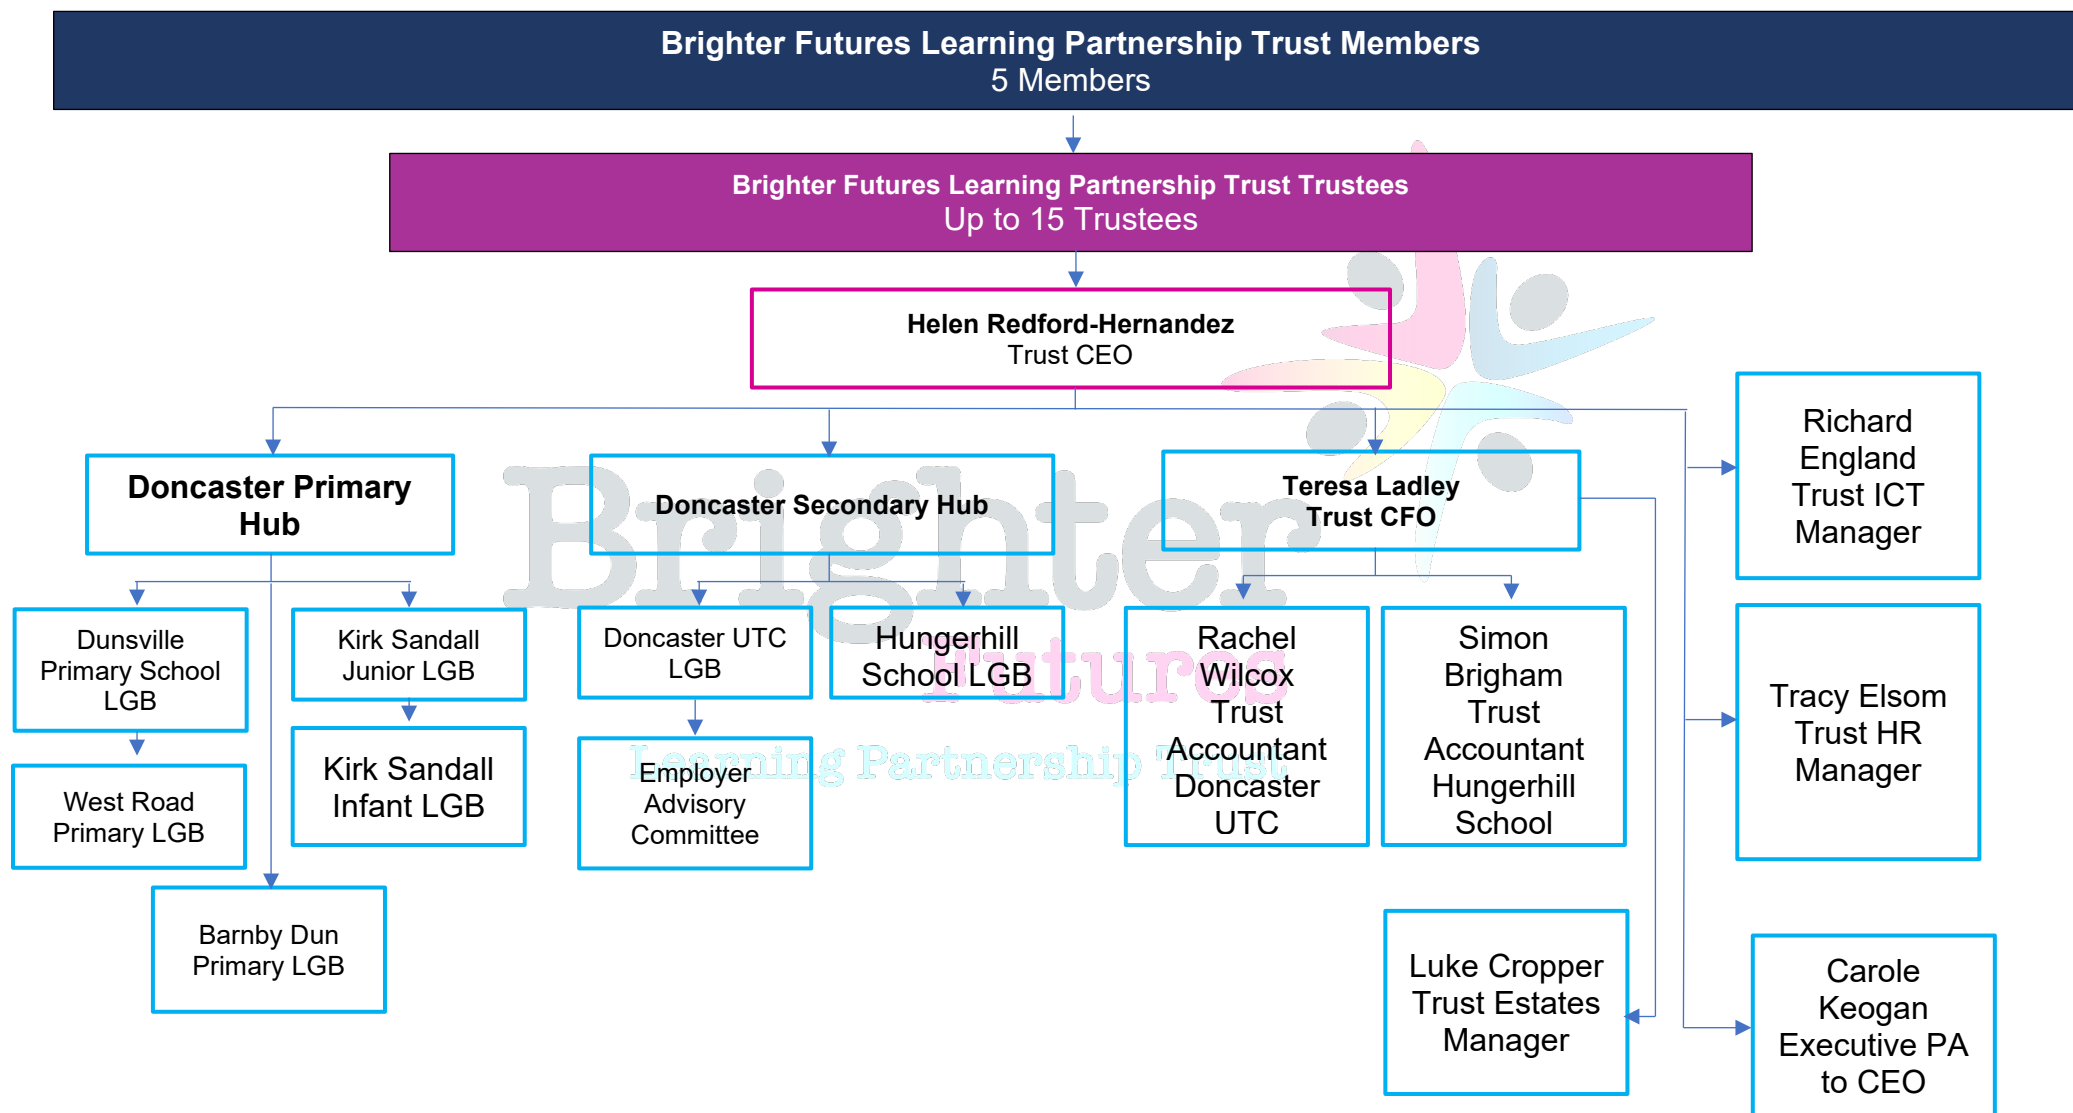 Brighter Futures Learning Partnership Trust Members
5 Members
Brighter Futures Learning Partnership Trust Trustees
Up to 15 Trustees
Helen Redford-Hernandez
Trust CEO
Doncaster Primary
Hub
Doncaster Secondary Hub
Teresa Ladley
Trust CFO
Richard
England
Trust ICT
Manager
Dunsville
Primary School
LGB
Kirk Sandall
Junior LGB
Doncaster UTC
LGB
Hungerhill
School LGB
Rachel
Wilcox
Trust
Accountant
Doncaster
UTC
Simon
Brigham
Trust
Accountant
Hungerhill
School
Tracy Elsom
Trust HR
Manager
West Road
Primary LGB
Kirk Sandall
Infant LGB
Employer
Advisory
Committee
Barnby Dun
Primary LGB
Luke Cropper
Trust Estates
Manager
Carole
Keogan
Executive PA
to CEO
Brighter
Futures
Learning Partnership Trust